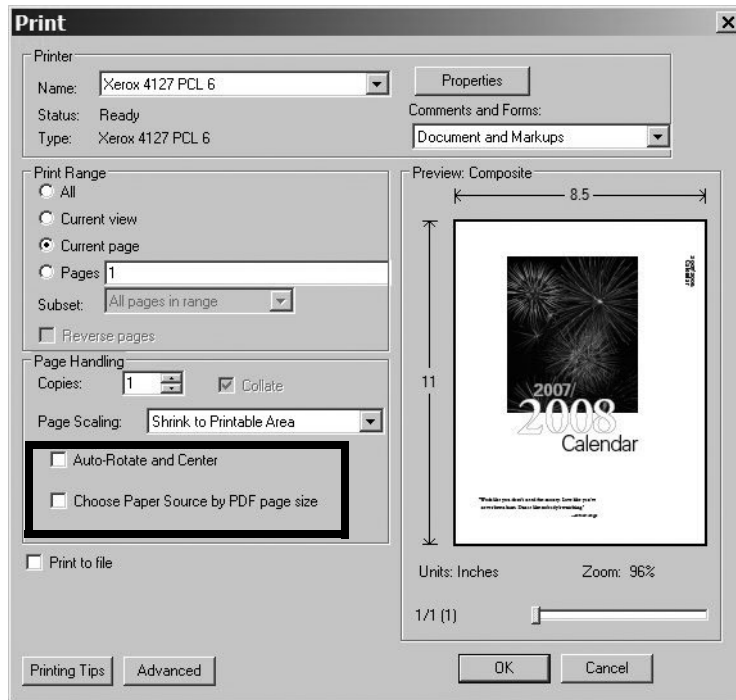 Print
Printer
Name: Xerox 4127 PCL 6
Properties
Status: Ready
Comments and Forms:
Type: Xerox 4127 PCL 6
Document and Markups
Print Range
All
Current view
Current page
Pages 1
Subset: All pages in range
Reverse pages
Page Handling
Copies: 1
Collate
Page Scaling: Shrink to Printable Area
Auto-Rotate and Center
Choose Paper Source by PDF page size
Print to file
Preview: Composite
8.5
11
2007/
2008
Calendar
Units: Inches Zoom: 96%
1/1 (1)
Printing Tips
Advanced
OK
Cancel